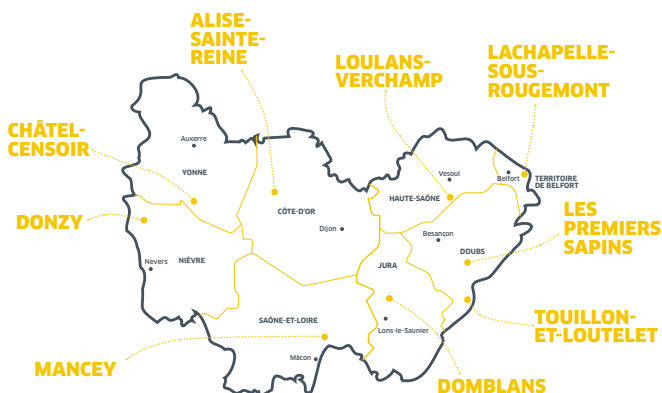 ALISE-
SAINTE-
REINE
LOULANS-
VERCHAMP
LACHAPELLE-
SOUS-
ROUGEMONT
CHÂTEL-
CENSOIR
Auxerre
YONNE
Vesoul
Belfort
TERRITOIRE
DE BELFORT
HAUTE-SAÔNE
CÔTE-D'OR
DONZY
Dijon
Besançon
LES
PREMIERS
SAPINS
DOUBS
Nevers
NIÈVRE
JURA
SAÔNE-ET-LOIRE
Lons-le-Saunier
TOUILLON-
ET-LOUTELET
MANCEY
Mâcon
DOMBLANS